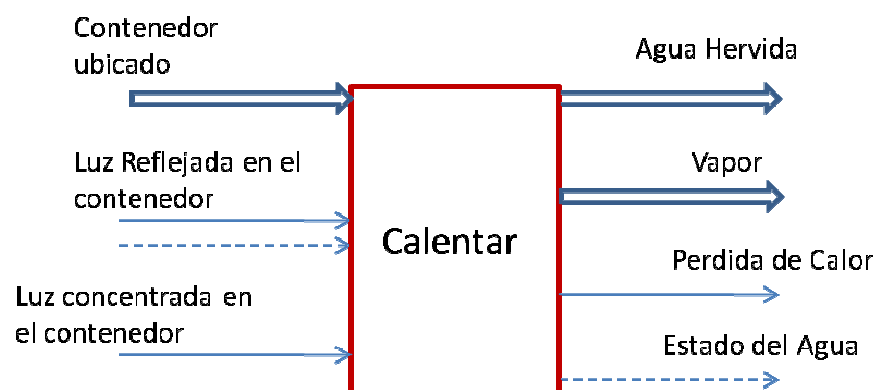 Contenedor
ubicado
Agua Hervida
Luz Reflejada en el
contenedor
Vapor
Calentar
Perdida de Calor
Luz concentrada en
el contenedor
Estado del Agua